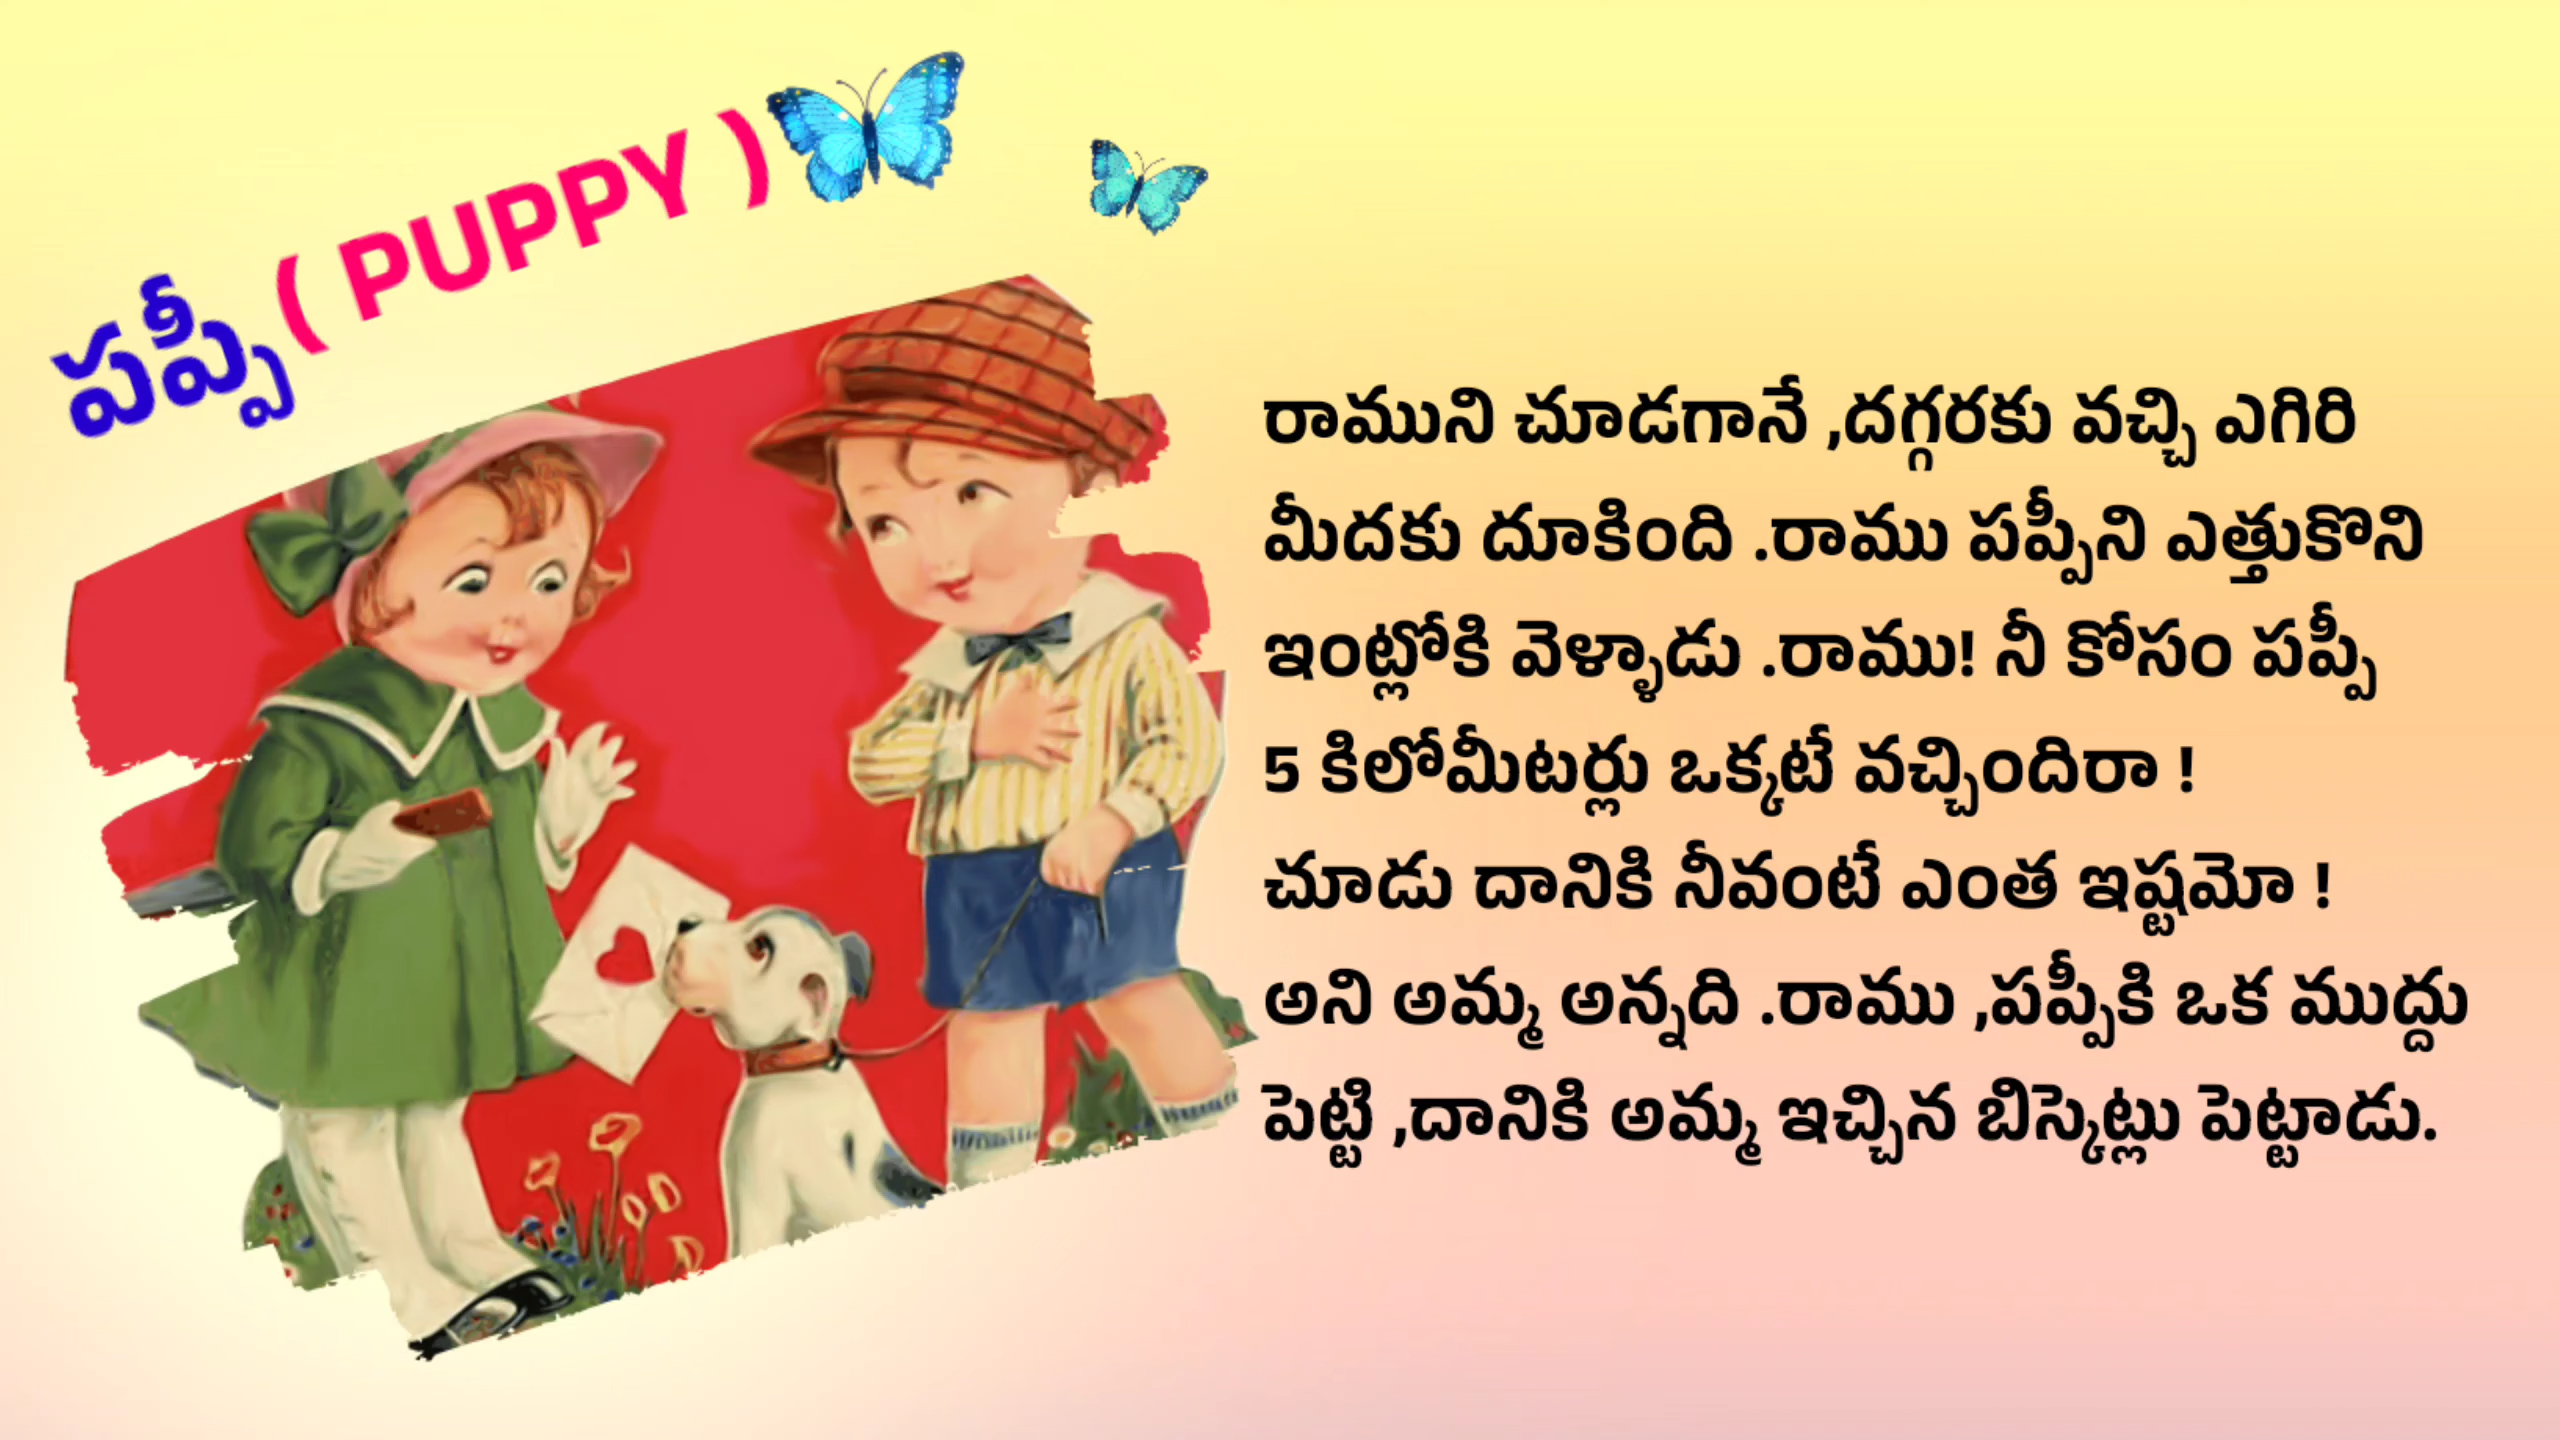 పప్పీ ( PUPPY )
రాముని చూడగానే ,దగ్గరకు వచ్చి ఎగిరి
మీదకు దూకింది .రాము పప్పీని ఎత్తుకొని
ఇంట్లోకి వెళ్ళాడు .రాము! నీ కోసం పప్పీ
5 కిలోమీటర్లు ఒక్కటే వచ్చిందిరా !
చూడు దానికి నీవంటే ఎంత ఇష్టమో !
అని అమ్మ అన్నది .రాము ,పప్పీకి ఒక ముద్దు
పెట్టి ,దానికి అమ్మ ఇచ్చిన బిస్కెట్లు పెట్టాడు.